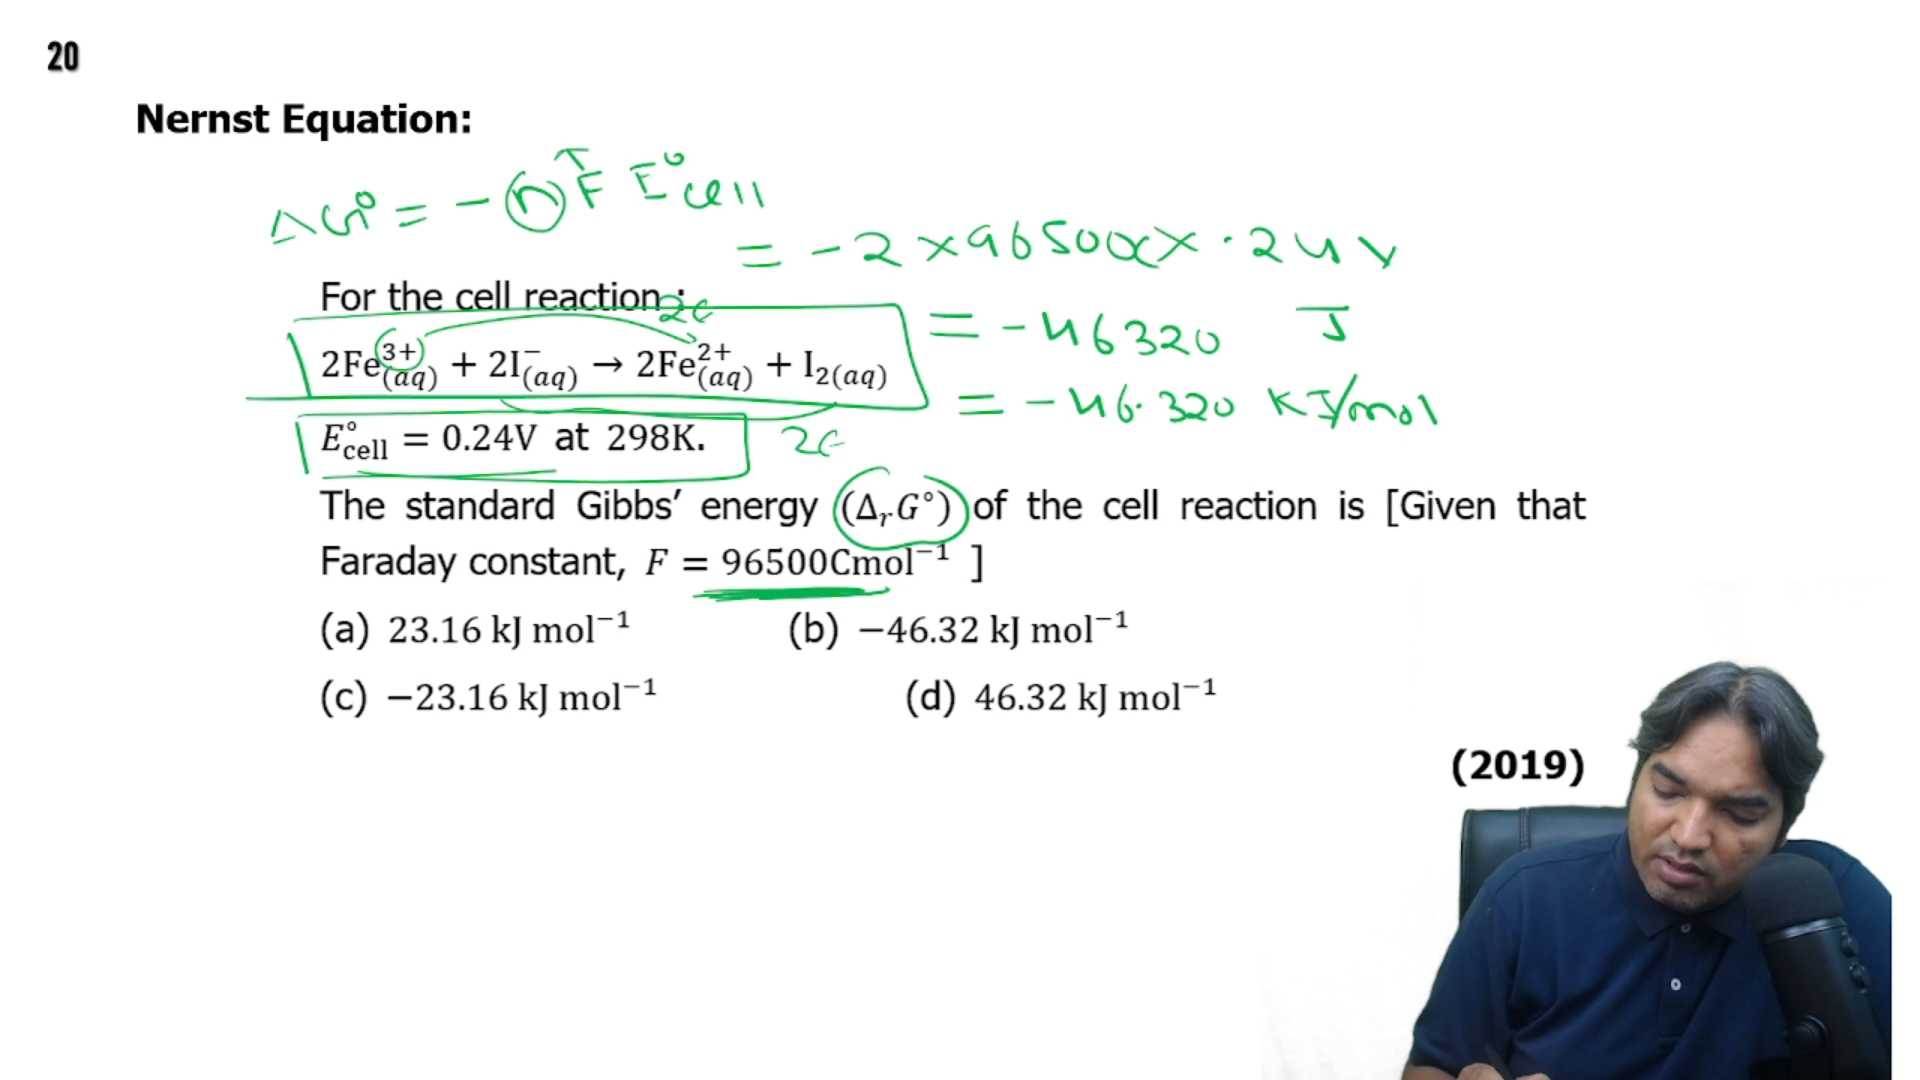 20
Nernst Equation:
ΔG° = - nF E°cell
= -2 × 96500C × .24 V
For the cell reaction :
2e
= -46320 J
2Fe³⁺(aq) + 2I⁻(aq) → 2Fe²⁺(aq) + I₂(aq)
= -46.320 KJ/mol
E°cell = 0.24V at 298K.
2e
The standard Gibbs’ energy (ΔᵣG°) of the cell reaction is [Given that
Faraday constant, F = 96500Cmol⁻¹ ]
(a) 23.16 kJ mol⁻¹ (b) −46.32 kJ mol⁻¹
(c) −23.16 kJ mol⁻¹ (d) 46.32 kJ mol⁻¹
(2019)